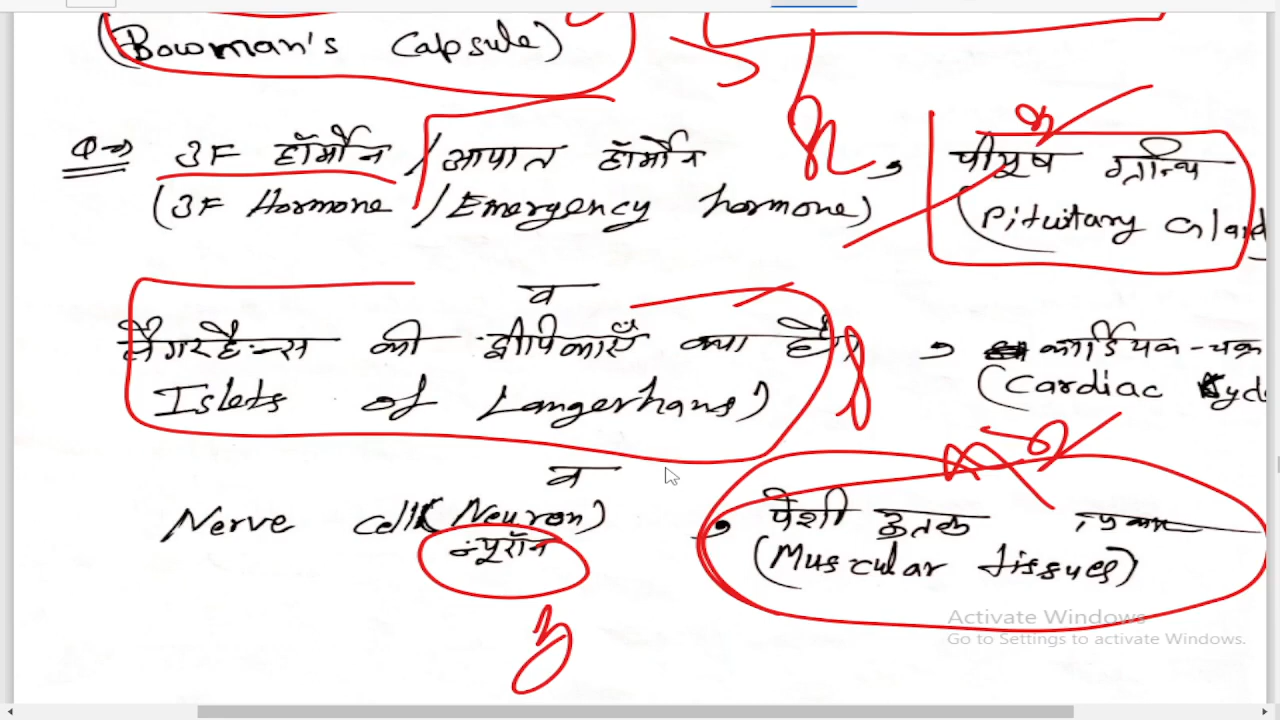 (Bowman's Capsule)
Q→ 3F हॉर्मोन / आपात हॉर्मोन , पीयूष ग्रन्थि
(3F Hormone / Emergency hormone) (Pituitary Gland)
व
लैंगरहैन्स की द्वीपिकाएँ क्या है, , कार्डियक-चक्र
Islets of Langerhans) (Cardiac Cycle
व
Nerve cell (Neuron) , पेशी ऊतक
न्यूरॉन (Muscular tissues)
Activate Windows
Go to Settings to activate Windows.